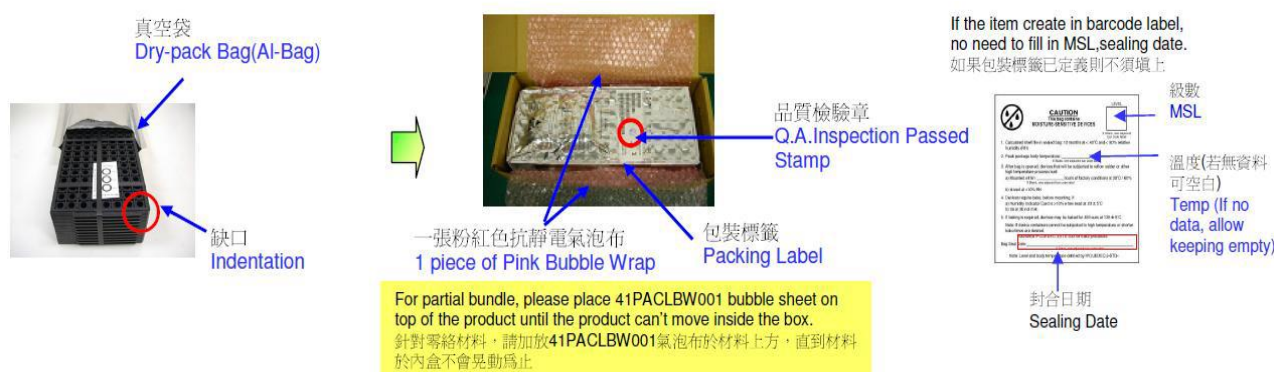 真空袋
Dry-pack Bag(Al-Bag)
缺口
Indentation
品質檢驗章
Q.A.Inspection Passed
Stamp
一張粉紅色抗靜電氣泡布
1 piece of Pink Bubble Wrap
包裝標籤
Packing Label
For partial bundle, please place 41PACLBW001 bubble sheet on
top of the product until the product can't move inside the box.
針對零絡材料，請加放41PACLBW001氣泡布於材料上方，直到材料
於內盒不會晃動爲止
If the item create in barcode label,
no need to fill in MSL,sealing date.
如果包裝標籤已定義則不須塡上
級數
MSL
溫度(若無資料
可空白)
Temp (If no
data, allow
keeping empty)
LEVEL
CAUTION
This bag contains
MOISTURE-SENSITIVE DEVICES
封合日期
Sealing Date